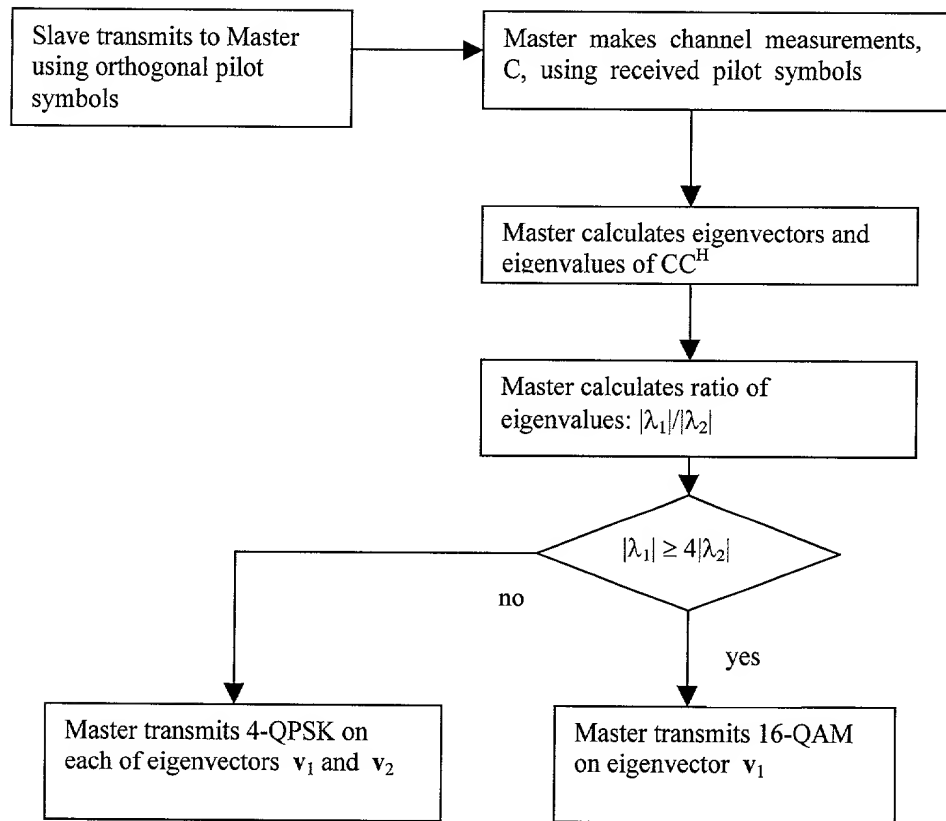 Slave transmits to Master
using orthogonal pilot
symbols
Master makes channel measurements,
C, using received pilot symbols
Master calculates eigenvectors and
eigenvalues of CCᴴ
Master calculates ratio of
eigenvalues: |λ₁|/|λ₂|
|λ₁| ≥ 4|λ₂|
no
yes
Master transmits 4-QPSK on
each of eigenvectors v₁ and v₂
Master transmits 16-QAM
on eigenvector v₁